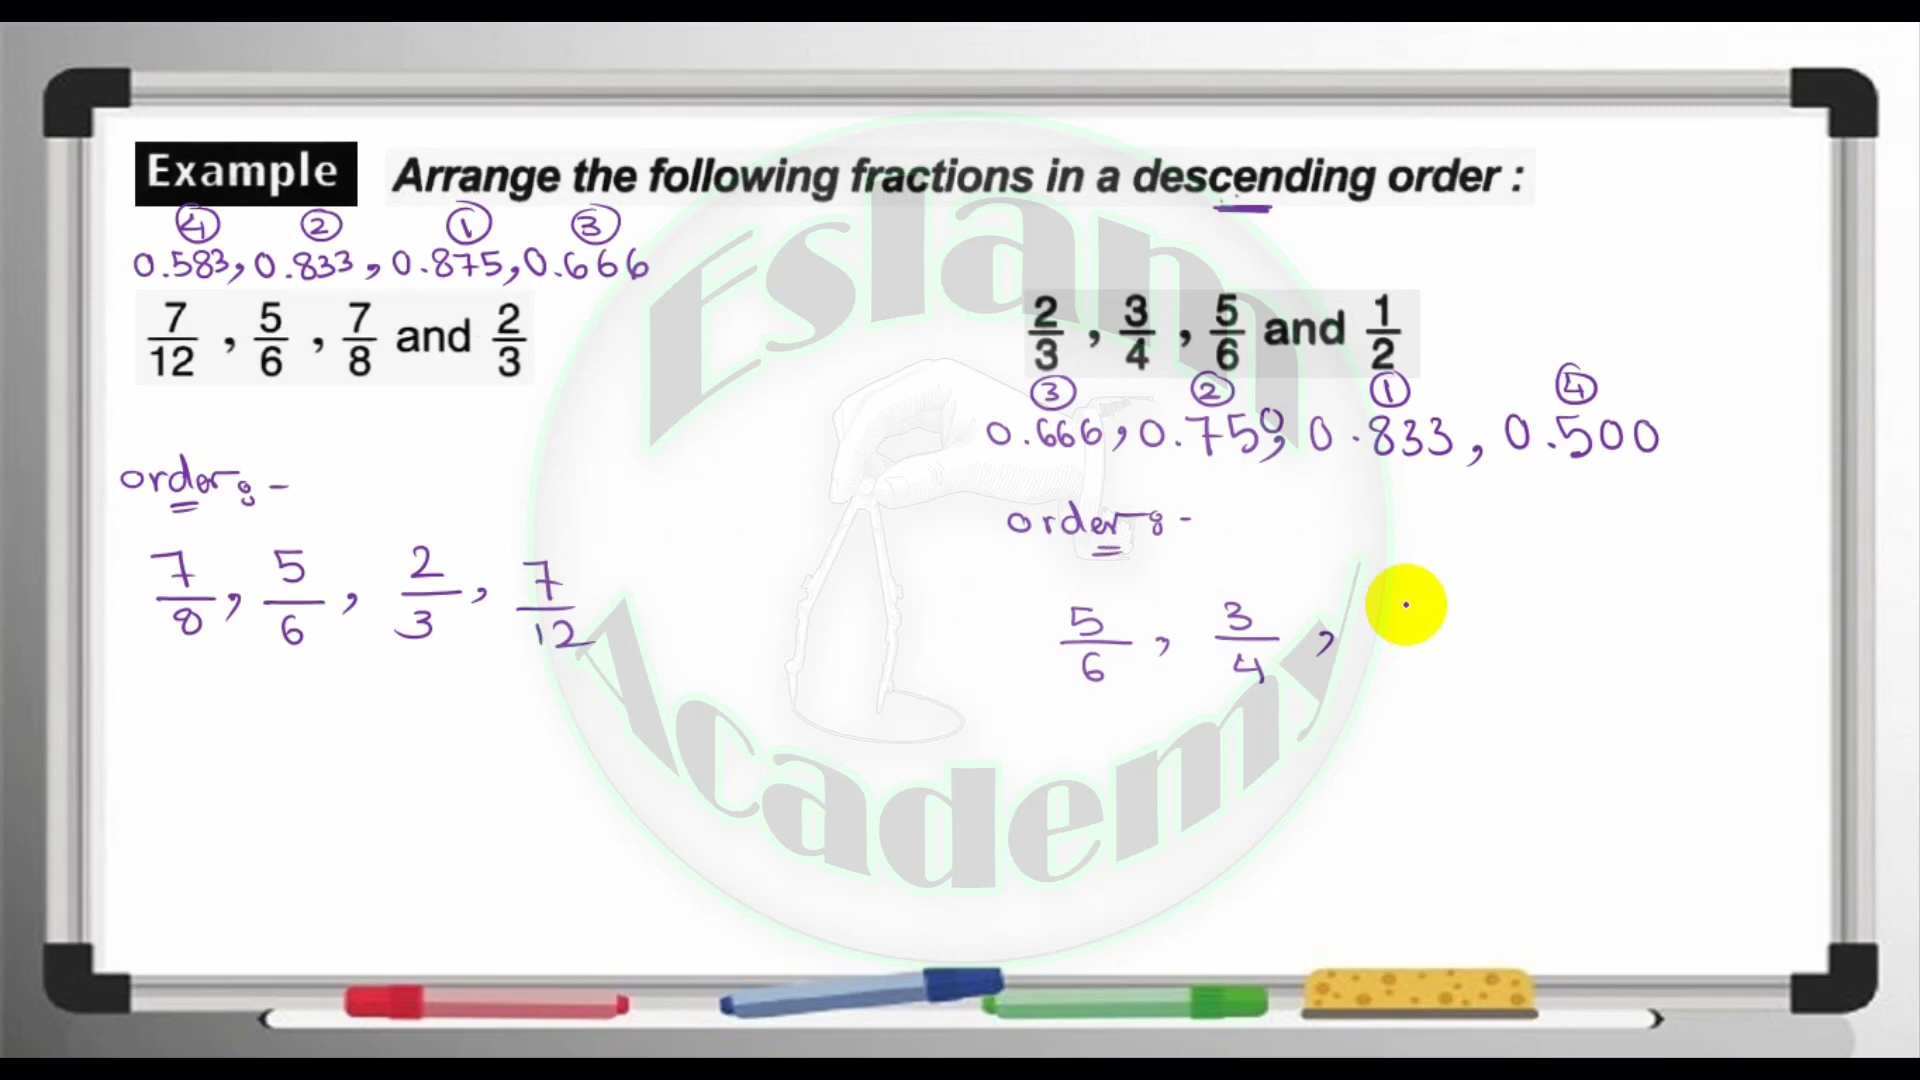 Example Arrange the following fractions in a descending order :
④ ② ① ③
0.583, 0.833, 0.875, 0.666
7/12 , 5/6 , 7/8 and 2/3
order :-
7/8, 5/6, 2/3, 7/12
2/3 , 3/4 , 5/6 and 1/2
③ ② ① ④
0.666, 0.750, 0.833, 0.500
order :-
5/6 , 3/4 ,
Eslam
Academy